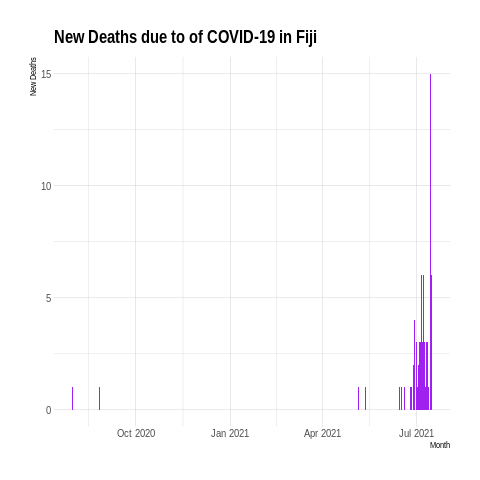 New Deaths due to of COVID-19 in Fiji
New Deaths
15
10
5
0
Oct 2020 Jan 2021 Apr 2021 Jul 2021
Month